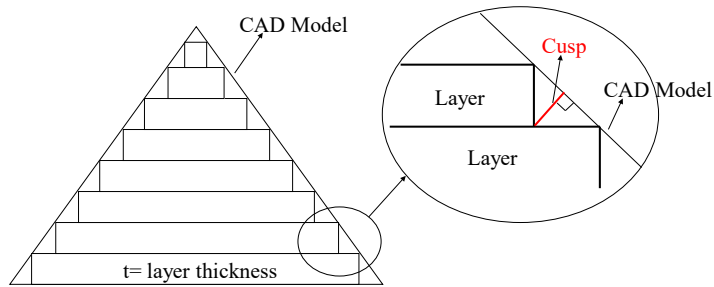 CAD Model
Cusp
CAD Model
Layer
Layer
t= layer thickness